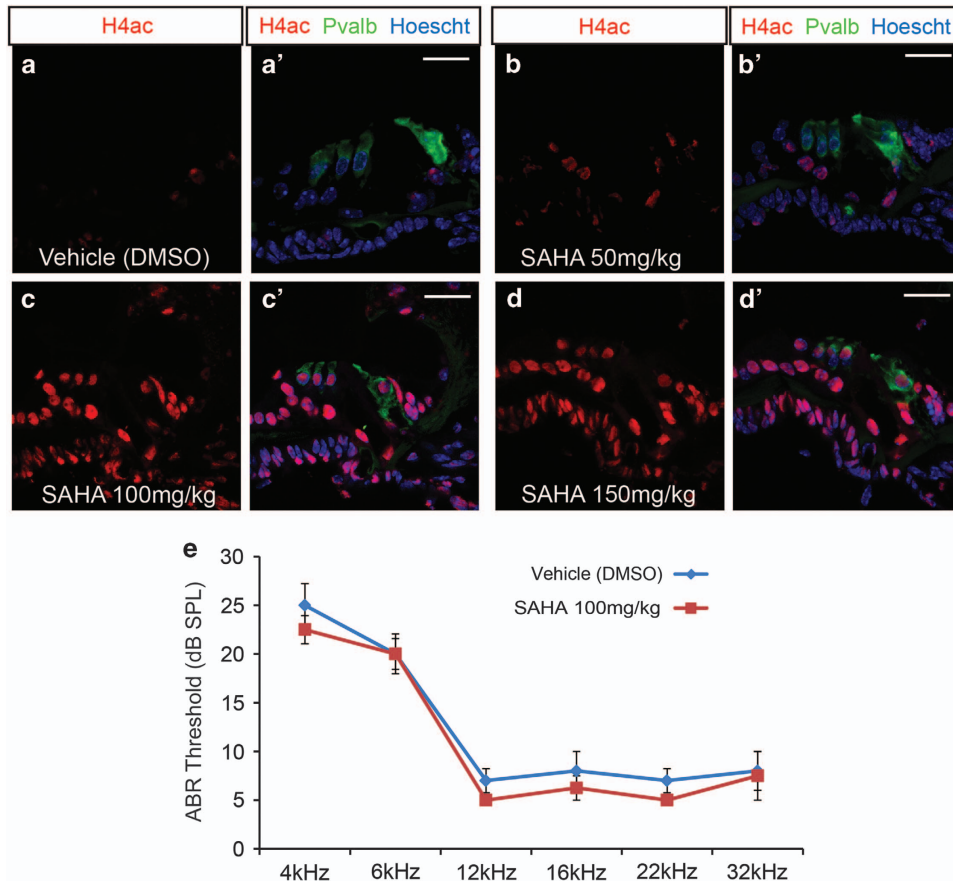 H4ac
H4ac Pvalb Hoescht
H4ac
H4ac Pvalb Hoescht
a
a’
b
b’
Vehicle (DMSO)
SAHA 50mg/kg
c
c’
d
d’
SAHA 100mg/kg
SAHA 150mg/kg
e
ABR Threshold (dB SPL)
30
25
20
15
10
5
0
Vehicle (DMSO)
SAHA 100mg/kg
4kHz 6kHz 12kHz 16kHz 22kHz 32kHz